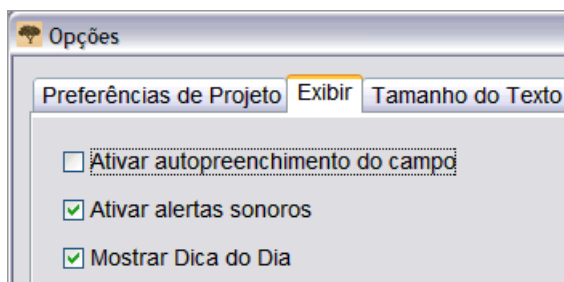 Opções
Preferências de Projeto Exibir Tamanho do Texto
Ativar autopreenchimento do campo
Ativar alertas sonoros
Mostrar Dica do Dia